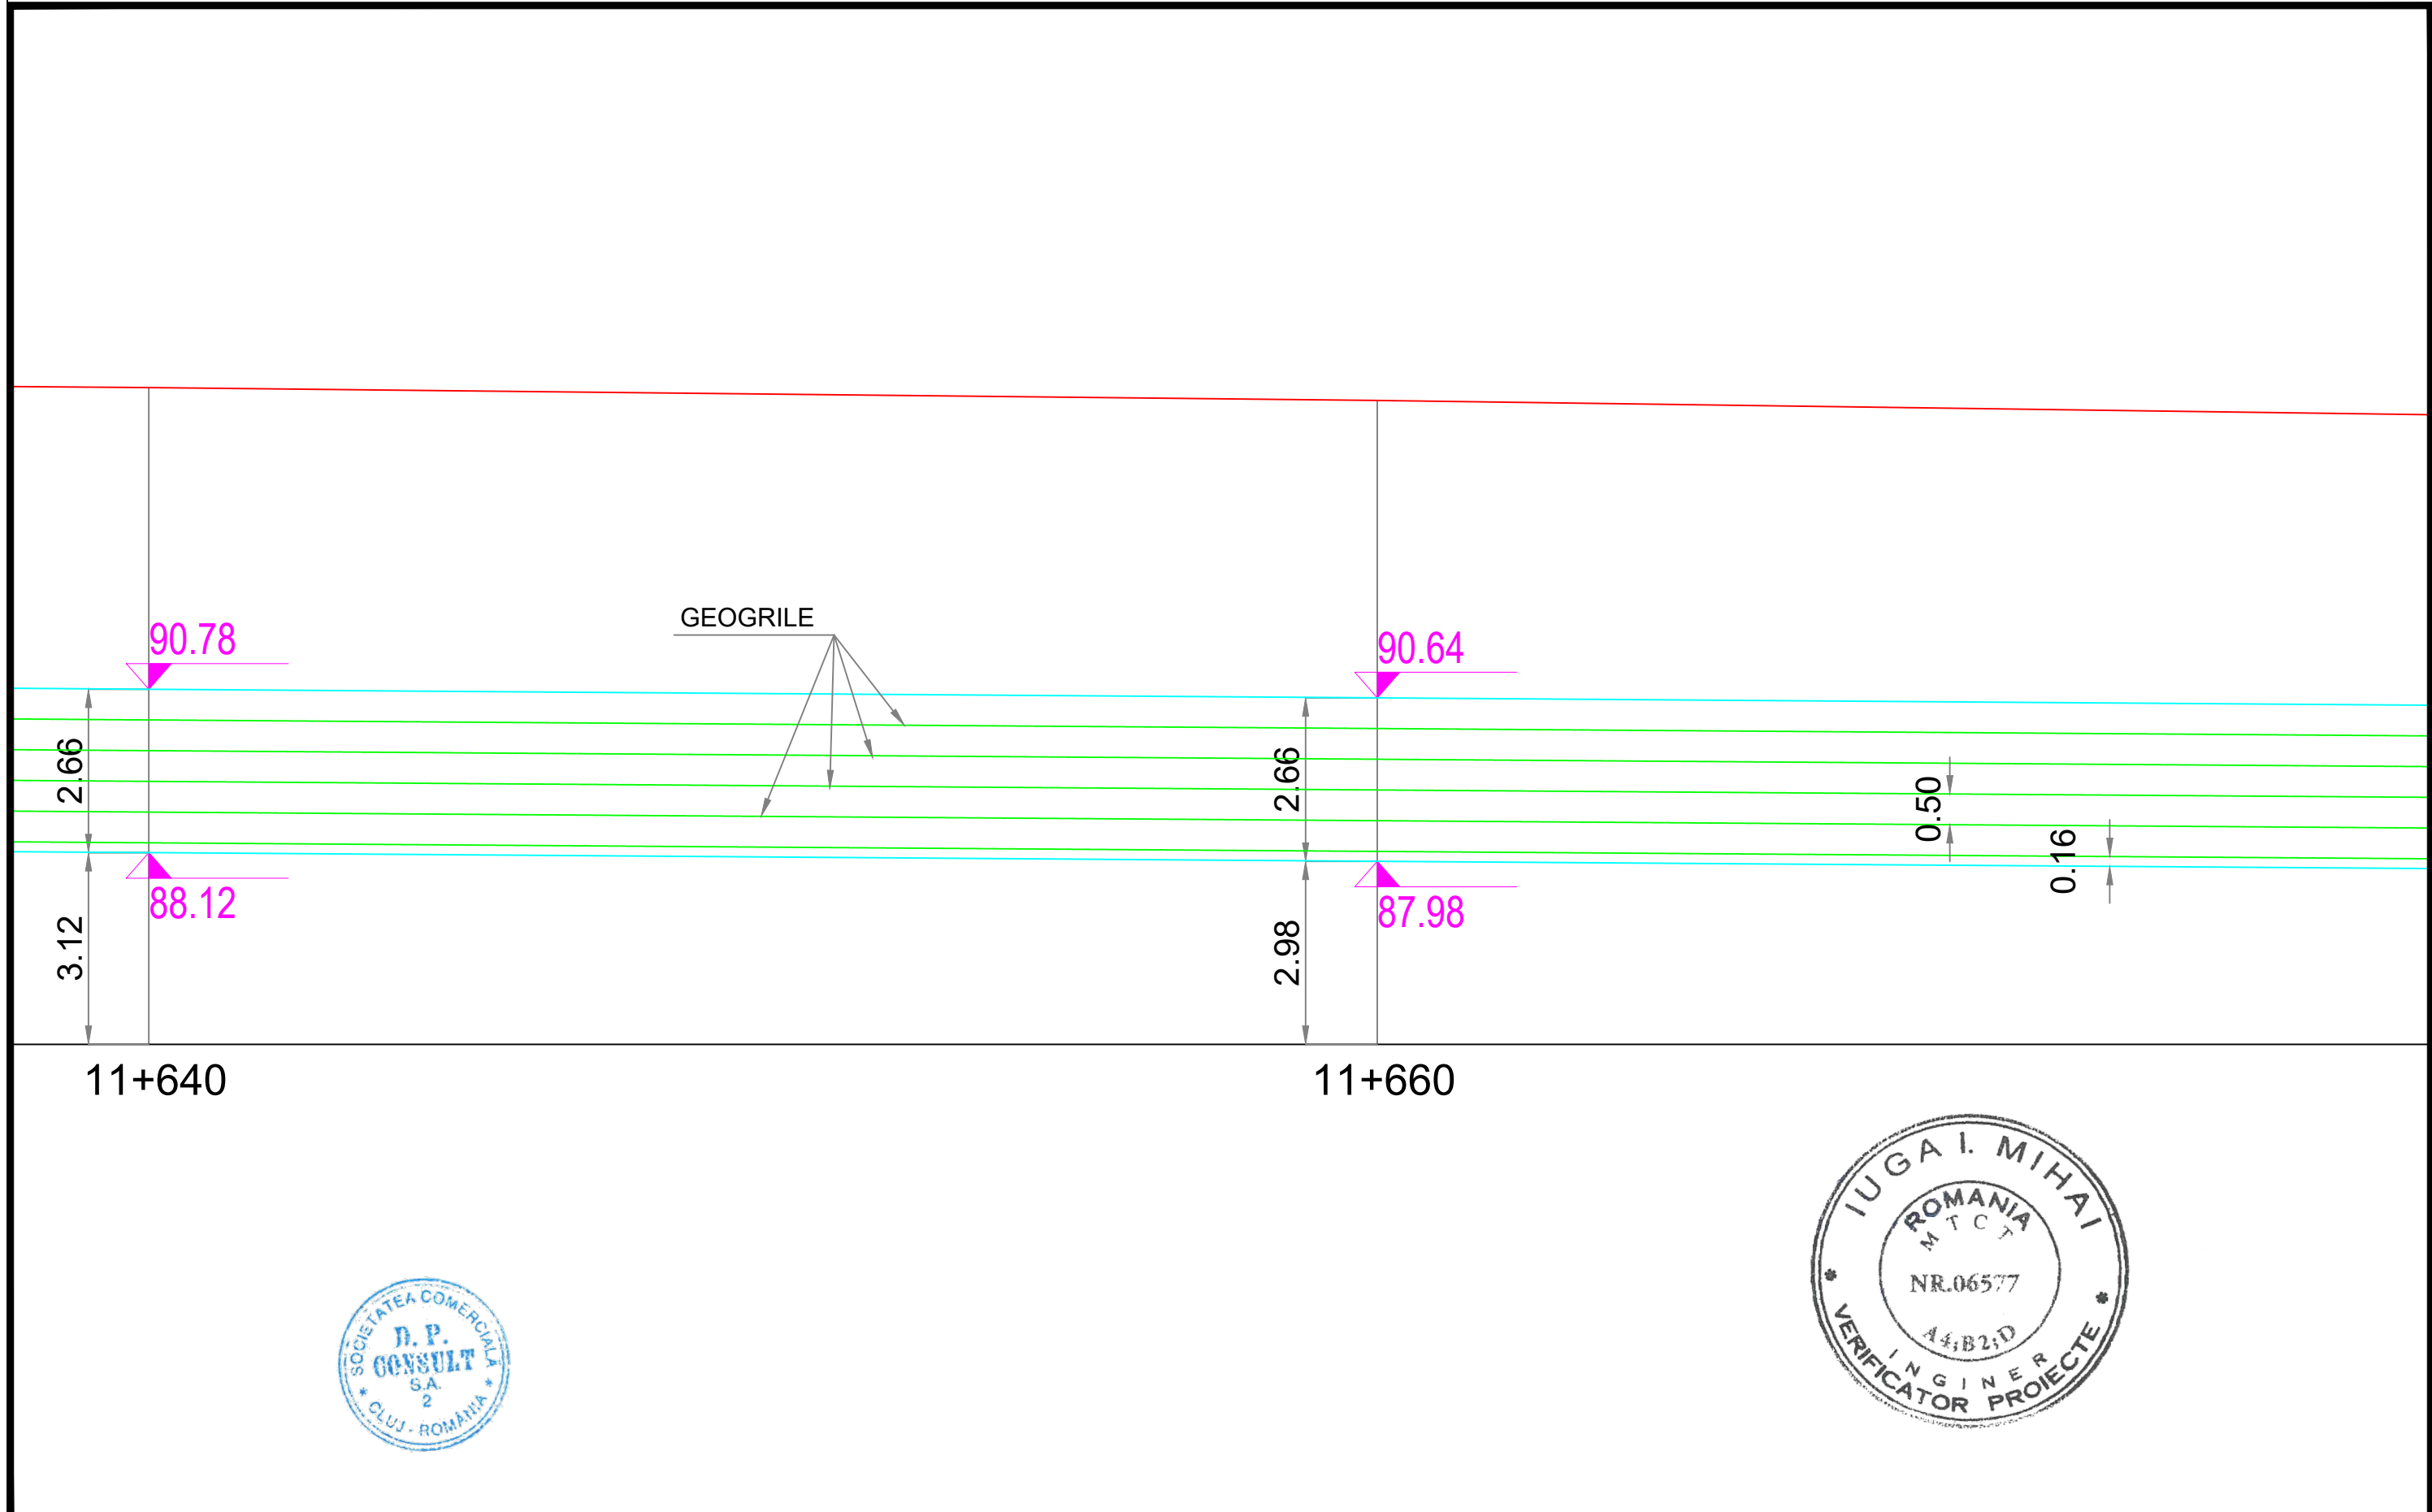 GEOGRILE
90.78
90.64
2.66
2.66
0.50
0.16
88.12
87.98
3.12
2.98
11+640
11+660
IUGA I. MIHAI
ROMANIA
M T C T
NR.06577
A4;B2;D
INGINER
* VERIFICATOR PROIECTE *
SOCIETATEA COMERCIALĂ
D. P.
CONSULT
S.A.
2
* CLUJ - ROMÂNIA *